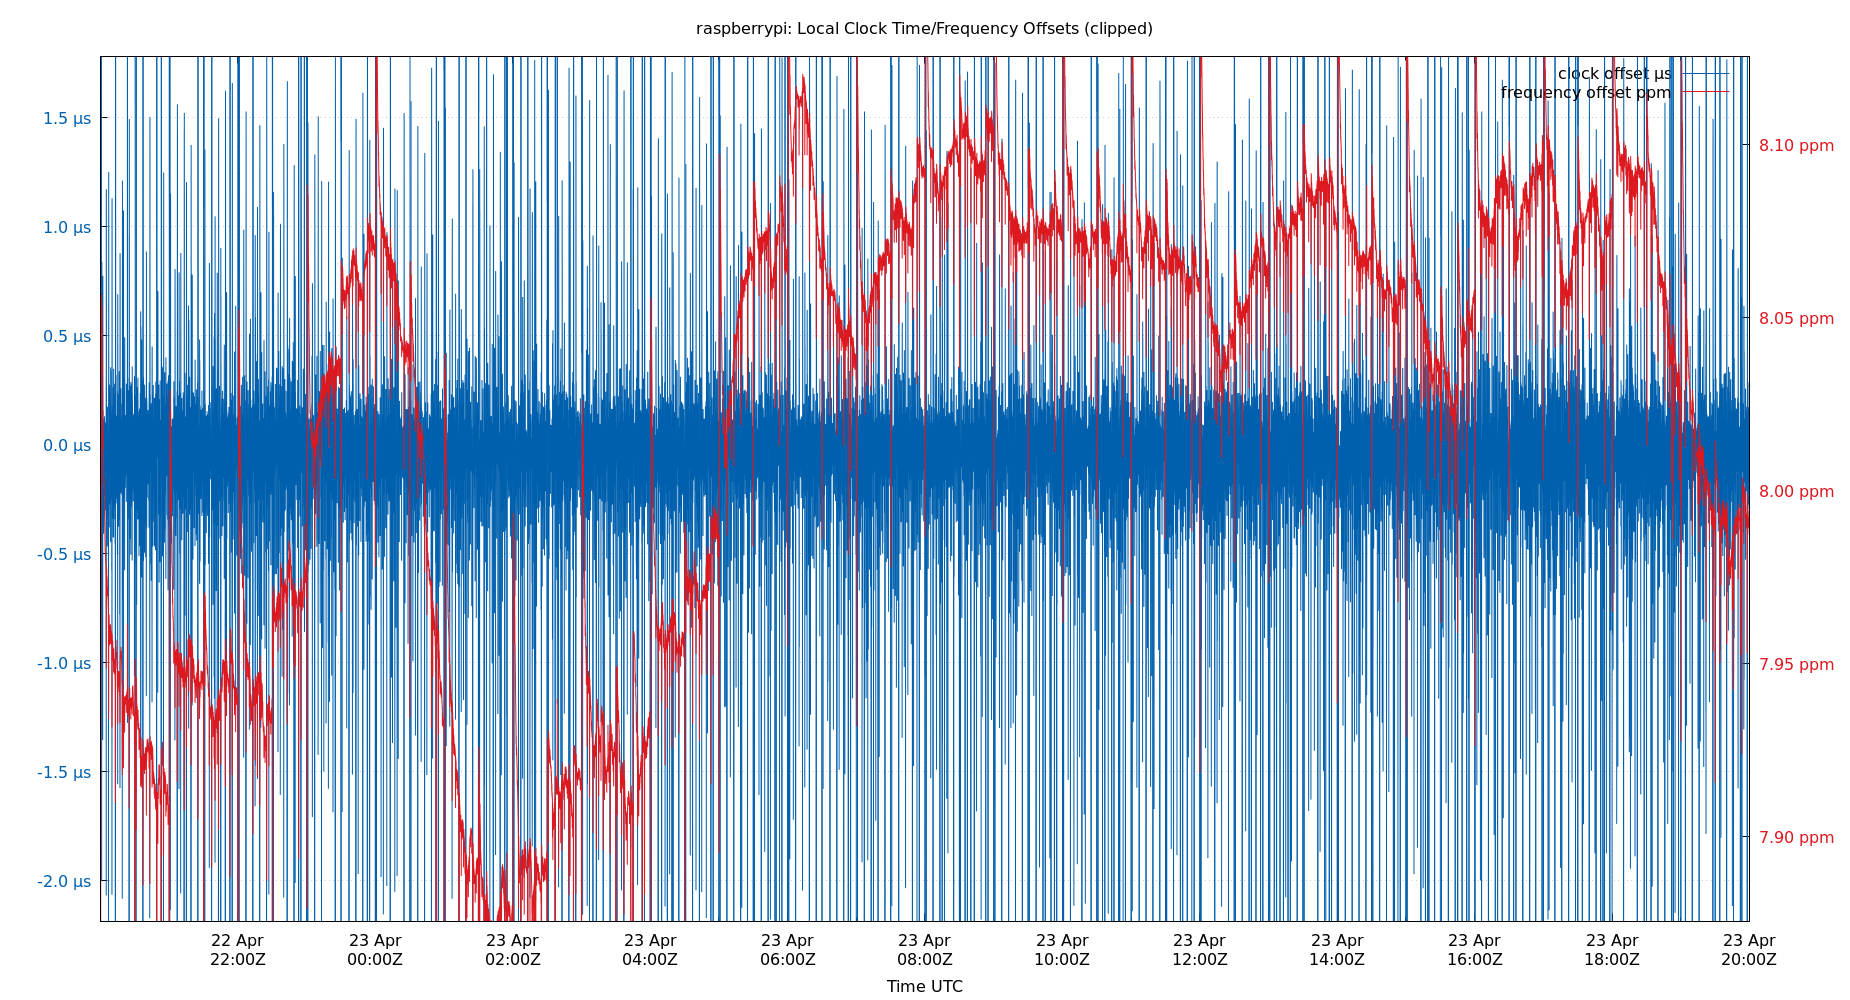 raspberrypi: Local Clock Time/Frequency Offsets (clipped)
clock offset µs
frequency offset ppm
1.5 µs
1.0 µs
0.5 µs
0.0 µs
-0.5 µs
-1.0 µs
-1.5 µs
-2.0 µs
8.10 ppm
8.05 ppm
8.00 ppm
7.95 ppm
7.90 ppm
22 Apr 23 Apr 23 Apr 23 Apr 23 Apr 23 Apr 23 Apr 23 Apr 23 Apr 23 Apr 23 Apr 23 Apr
22:00Z 00:00Z 02:00Z 04:00Z 06:00Z 08:00Z 10:00Z 12:00Z 14:00Z 16:00Z 18:00Z 20:00Z
Time UTC